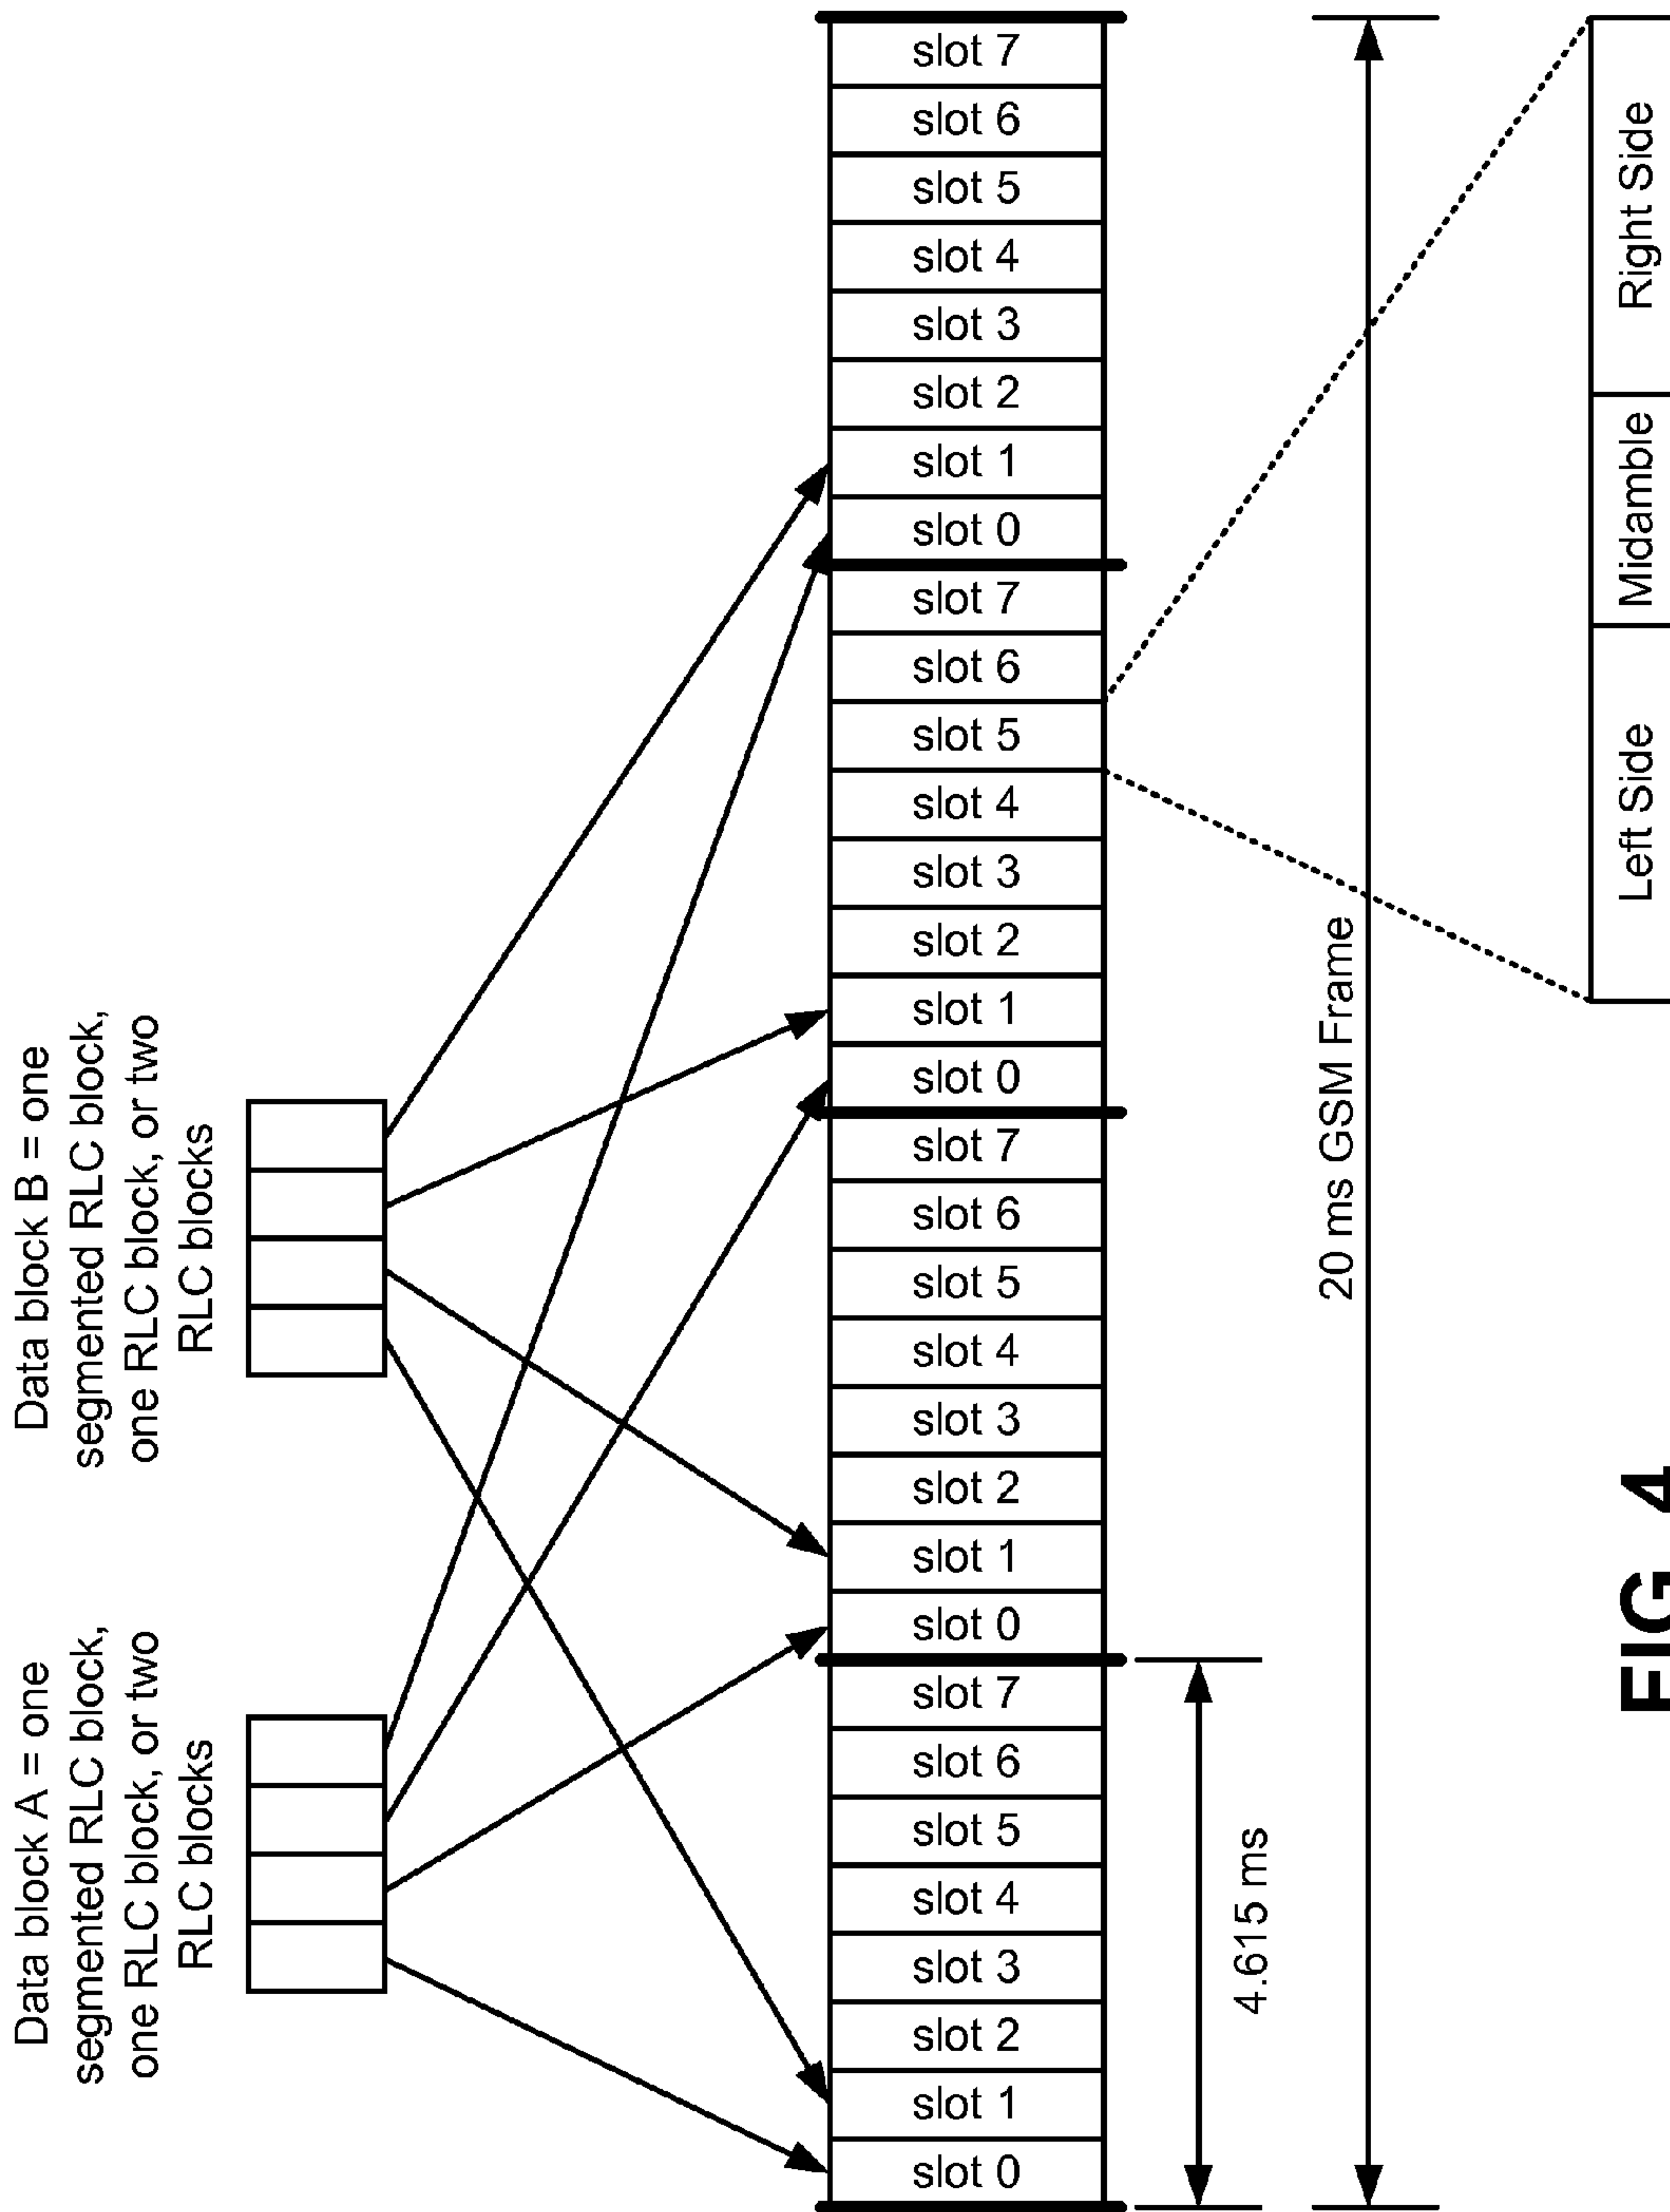 Data block A = one
segmented RLC block,
one RLC block, or two
RLC blocks
Data block B = one
segmented RLC block,
one RLC block, or two
RLC blocks
slot 0
slot 1
slot 2
slot 3
slot 4
slot 5
slot 6
slot 7
slot 0
slot 1
slot 2
slot 3
slot 4
slot 5
slot 6
slot 7
slot 0
slot 1
slot 2
slot 3
slot 4
slot 5
slot 6
slot 7
slot 0
slot 1
slot 2
slot 3
slot 4
slot 5
slot 6
slot 7
4.615 ms
20 ms GSM Frame
Left Side
Midamble
Right Side
FIG. 4